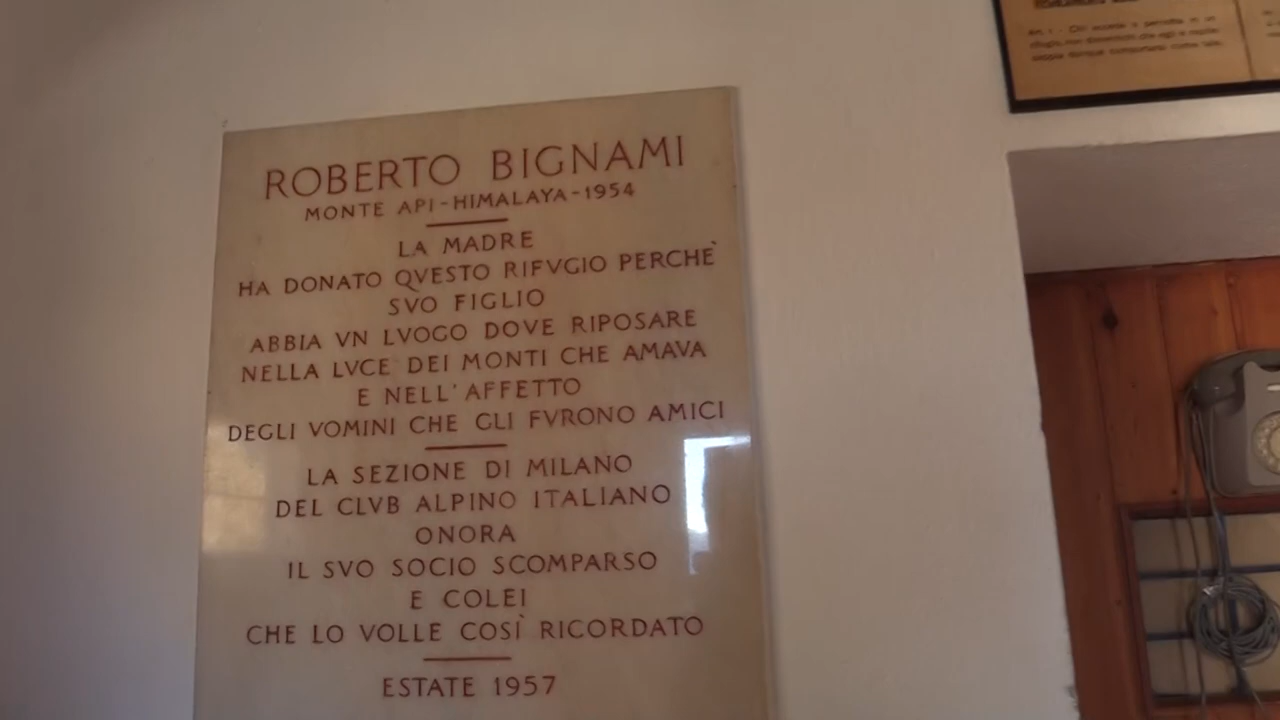 ROBERTO BIGNAMI
MONTE API-HIMALAYA-1954
LA MADRE
HA DONATO QVESTO RIFVGIO PERCHÈ
SVO FIGLIO
ABBIA VN LVOGO DOVE RIPOSARE
NELLA LVCE DEI MONTI CHE AMAVA
E NELL'AFFETTO
DEGLI VOMINI CHE GLI FVRONO AMICI
LA SEZIONE DI MILANO
DEL CLVB ALPINO ITALIANO
ONORA
IL SVO SOCIO SCOMPARSO
E COLEI
CHE LO VOLLE COSÌ RICORDATO
ESTATE 1957